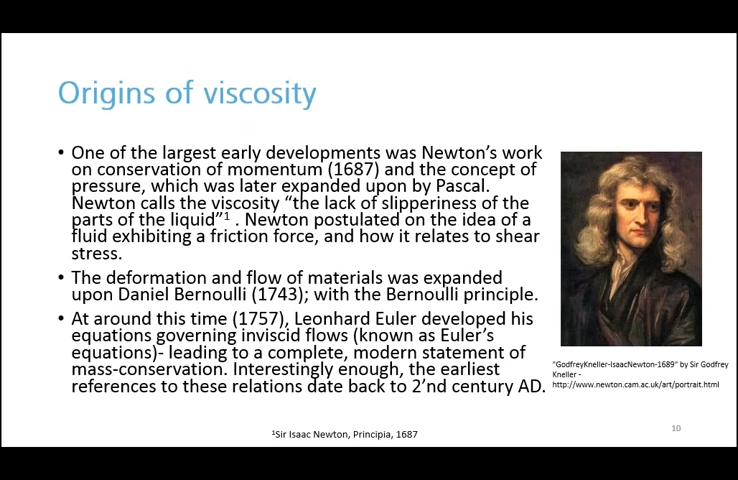 Origins of viscosity
• One of the largest early developments was Newton’s work
on conservation of momentum (1687) and the concept of
pressure, which was later expanded upon by Pascal.
Newton calls the viscosity “the lack of slipperiness of the
parts of the liquid”¹ . Newton postulated on the idea of a
fluid exhibiting a friction force, and how it relates to shear
stress.
• The deformation and flow of materials was expanded
upon Daniel Bernoulli (1743); with the Bernoulli principle.
• At around this time (1757), Leonhard Euler developed his
equations governing inviscid flows (known as Euler’s
equations)- leading to a complete, modern statement of
mass-conservation. Interestingly enough, the earliest
references to these relations date back to 2’nd century AD.
"GodfreyKneller-IsaacNewton-1689" by Sir Godfrey
Kneller -
http://www.newton.cam.ac.uk/art/portrait.html
¹Sir Isaac Newton, Principia, 1687
10